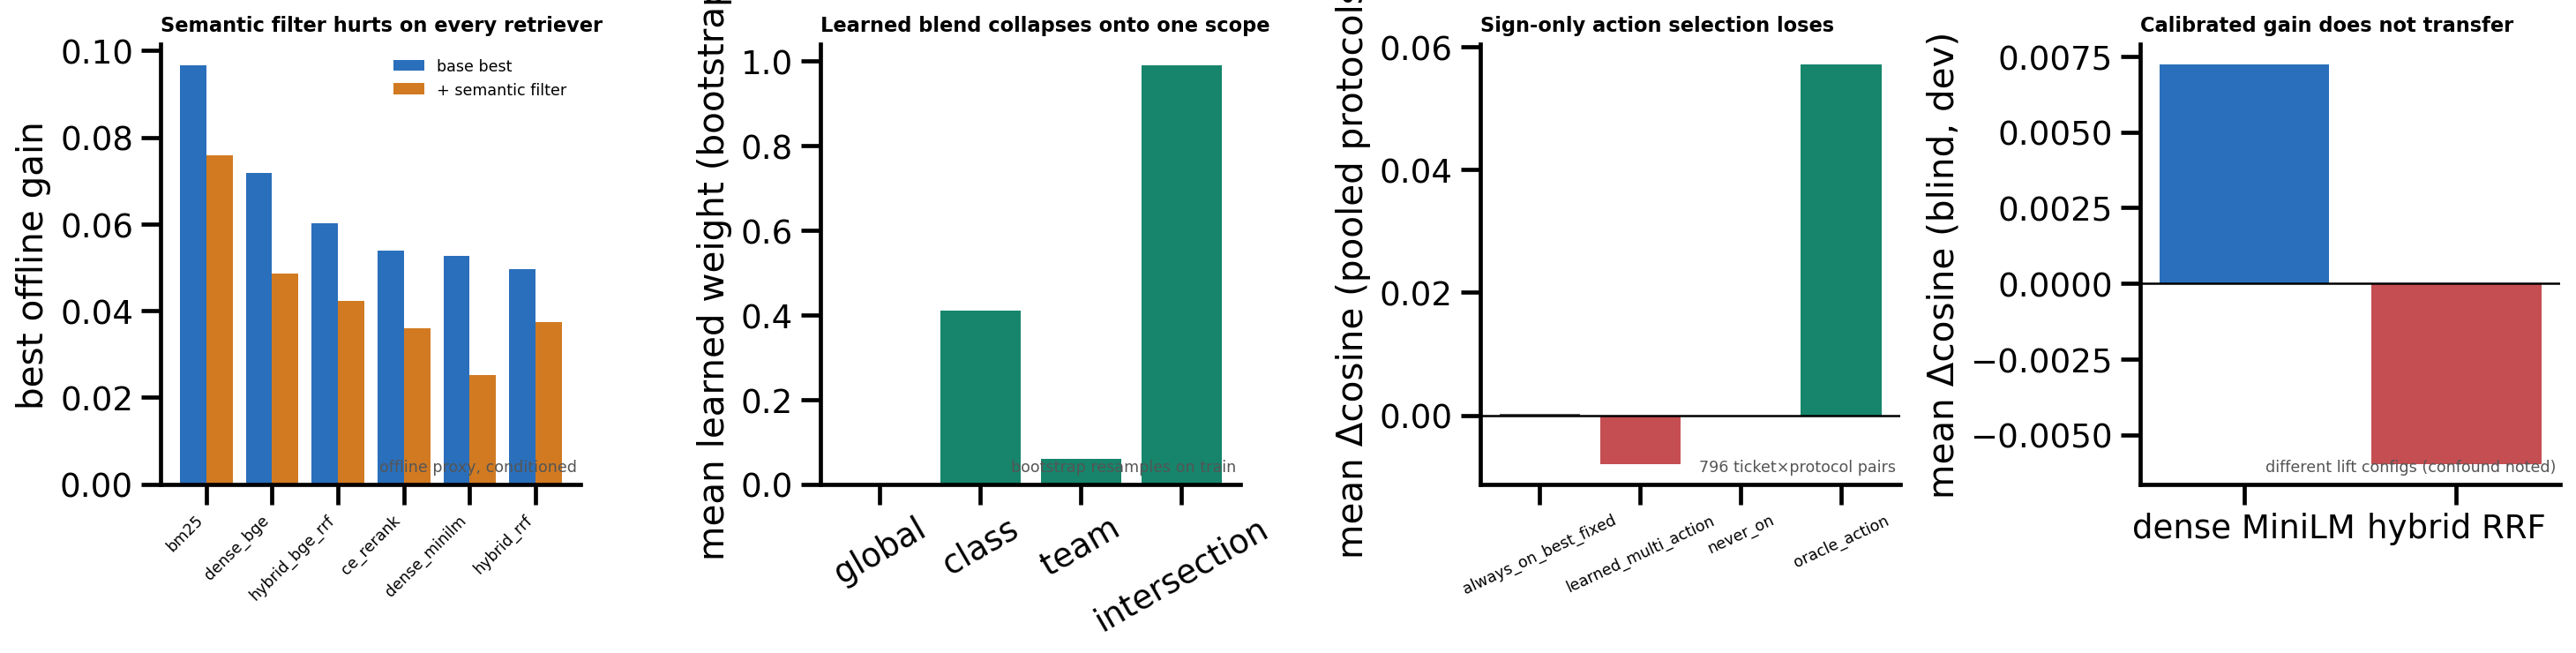 Semantic filter hurts on every retriever
best offline gain
0.10
0.08
0.06
0.04
0.02
0.00
base best
+ semantic filter
offline proxy, conditioned
bm25
dense_bge
hybrid_bge_rrf
ce_rerank
dense_minilm
hybrid_rrf
Learned blend collapses onto one scope
mean learned weight (bootstrap
1.0
0.8
0.6
0.4
0.2
0.0
bootstrap resamples on train
global
class
team
intersection
Sign-only action selection loses
mean Δcosine (pooled protocols
0.06
0.04
0.02
0.00
796 ticket×protocol pairs
always_on_best_fixed
learned_multi_action
never_on
oracle_action
Calibrated gain does not transfer
mean Δcosine (blind, dev)
0.0075
0.0050
0.0025
0.0000
−0.0025
−0.0050
different lift configs (confound noted)
dense MiniLM
hybrid RRF